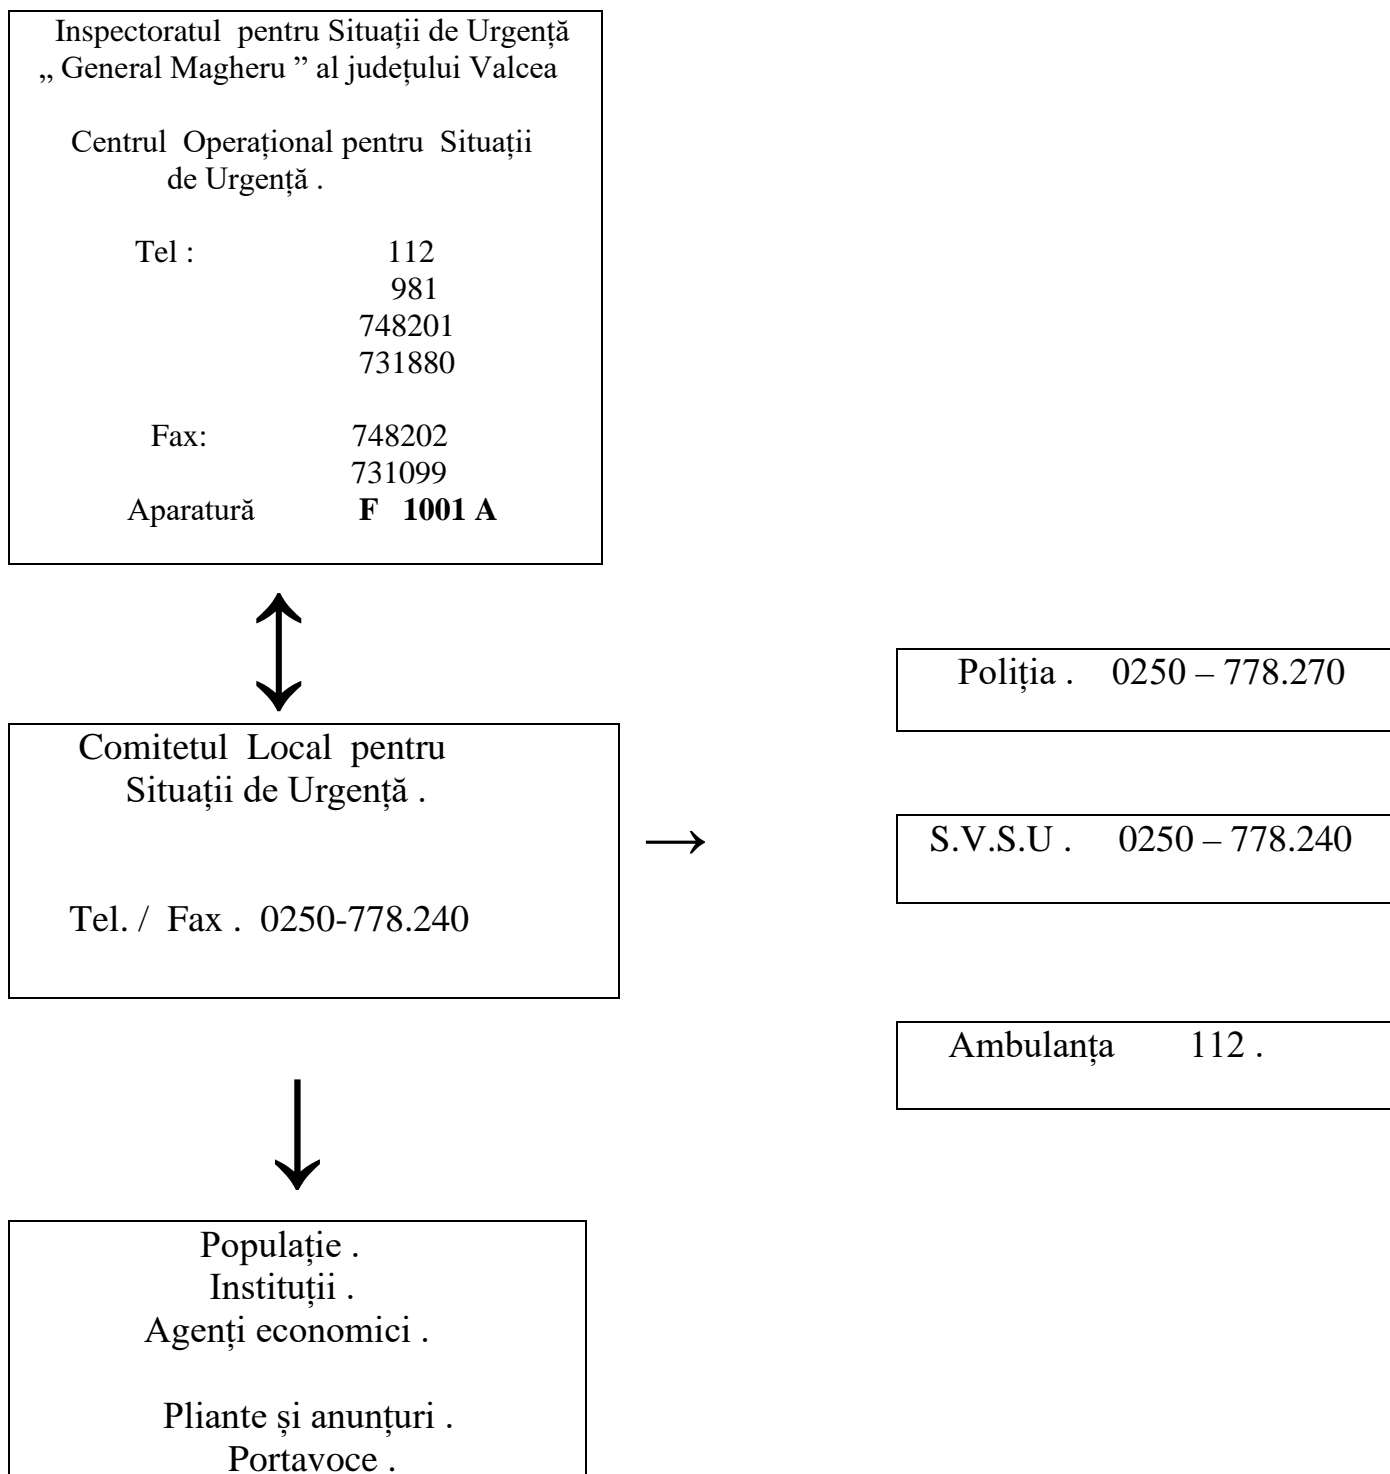 Inspectoratul pentru Situații de Urgență
„ General Magheru ” al județului Valcea
Centrul Operațional pentru Situații
de Urgență .
Tel : 112
981
748201
731880
Fax: 748202
731099
Aparatură F 1001 A
Comitetul Local pentru
Situații de Urgență .
Tel. / Fax . 0250-778.240
Poliția . 0250 – 778.270
S.V.S.U . 0250 – 778.240
Ambulanța 112 .
Populație .
Instituții .
Agenți economici .
Pliante și anunțuri .
Portavoce .